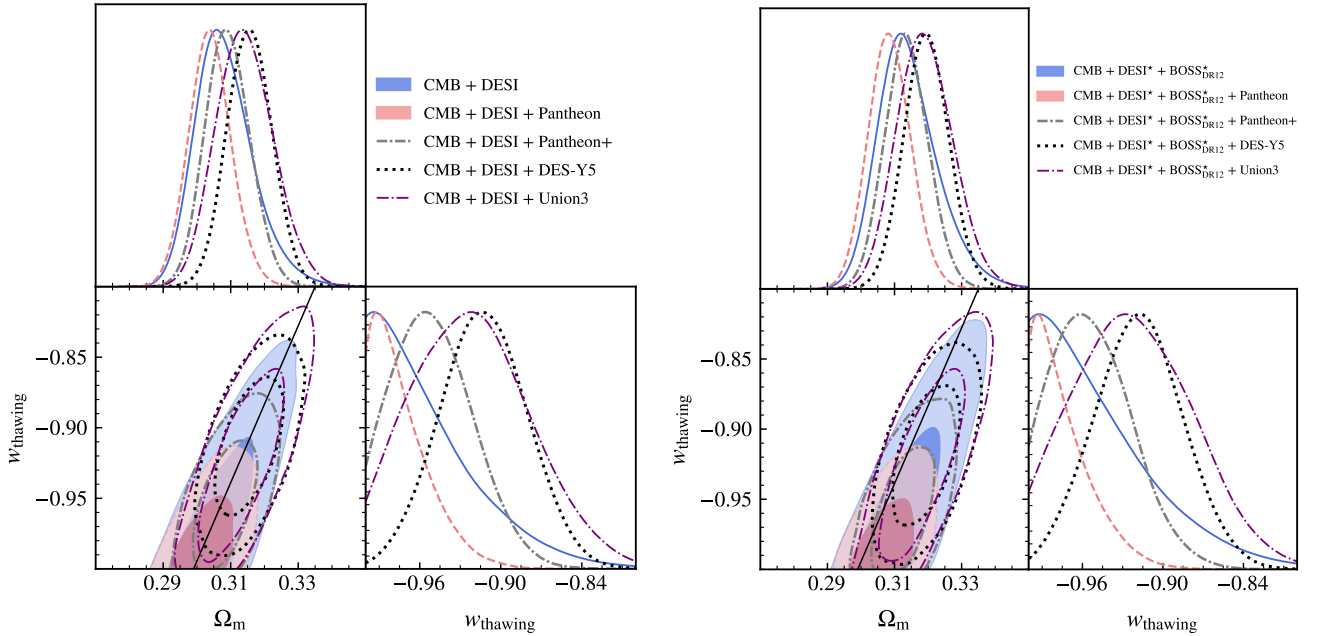 CMB + DESI
CMB + DESI + Pantheon
CMB + DESI + Pantheon+
CMB + DESI + DES-Y5
CMB + DESI + Union3
−0.85
−0.90
−0.95
w_thawing
0.29 0.31 0.33
Ω_m
−0.96 −0.90 −0.84
w_thawing
CMB + DESI★ + BOSS★_DR12
CMB + DESI★ + BOSS★_DR12 + Pantheon
CMB + DESI★ + BOSS★_DR12 + Pantheon+
CMB + DESI★ + BOSS★_DR12 + DES-Y5
CMB + DESI★ + BOSS★_DR12 + Union3
−0.85
−0.90
−0.95
w_thawing
0.29 0.31 0.33
Ω_m
−0.96 −0.90 −0.84
w_thawing